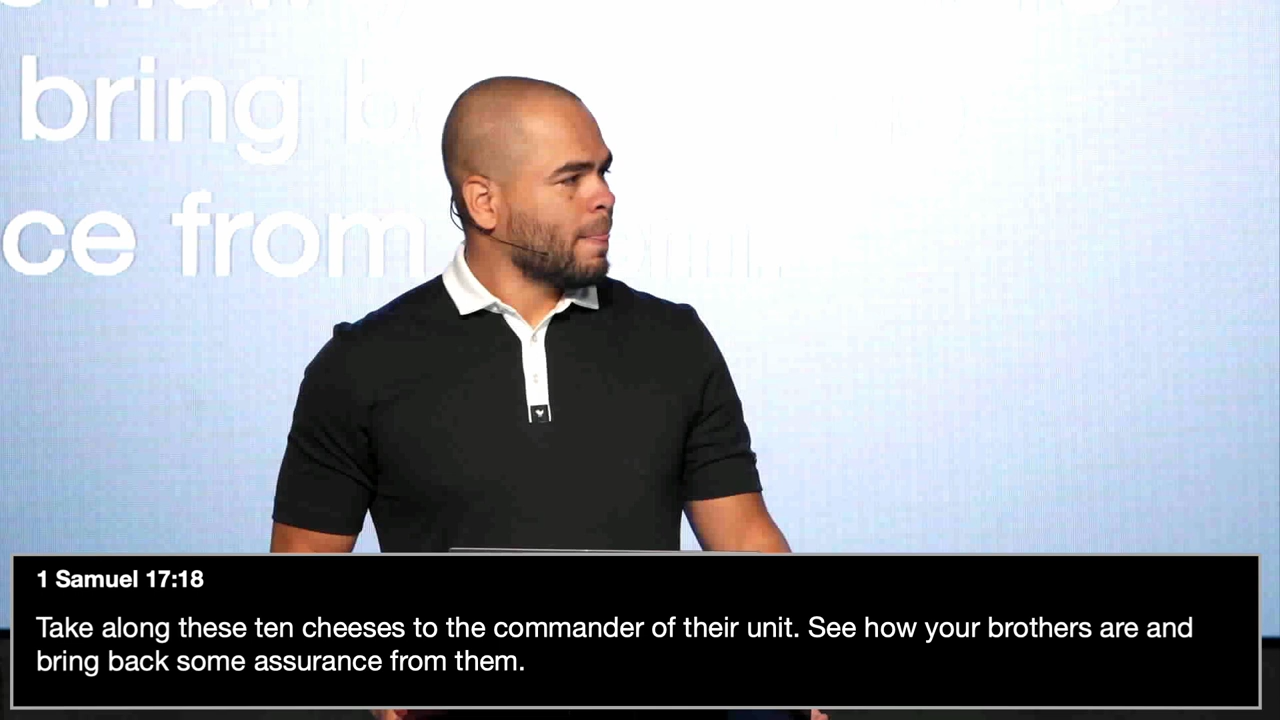 bring
ce from
1 Samuel 17:18
Take along these ten cheeses to the commander of their unit. See how your brothers are and
bring back some assurance from them.